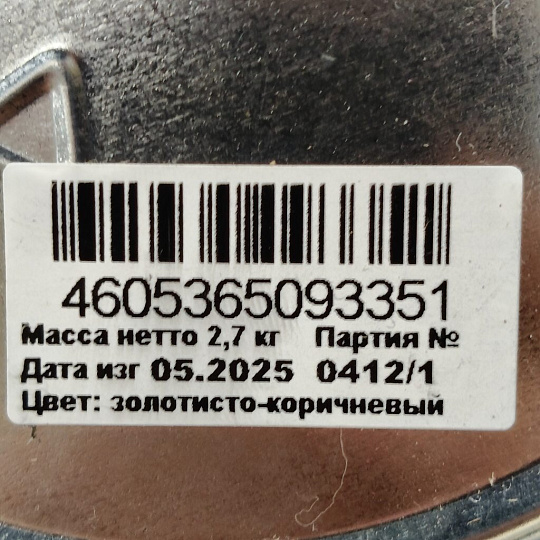 4605365093351
Масса нетто 2,7 кг Партия №
Дата изг 05.2025 0412/1
Цвет: золотисто-коричневый